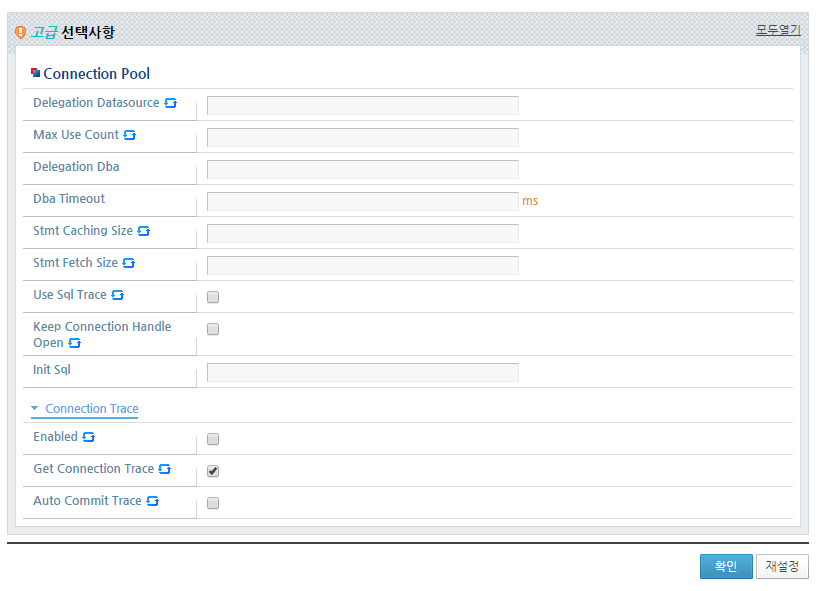 고급 선택사항
모두열기
Connection Pool
Delegation Datasource
Max Use Count
Delegation Dba
Dba Timeout
ms
Stmt Caching Size
Stmt Fetch Size
Use Sql Trace
Keep Connection Handle
Open
Init Sql
Connection Trace
Enabled
Get Connection Trace
Auto Commit Trace
확인
재설정